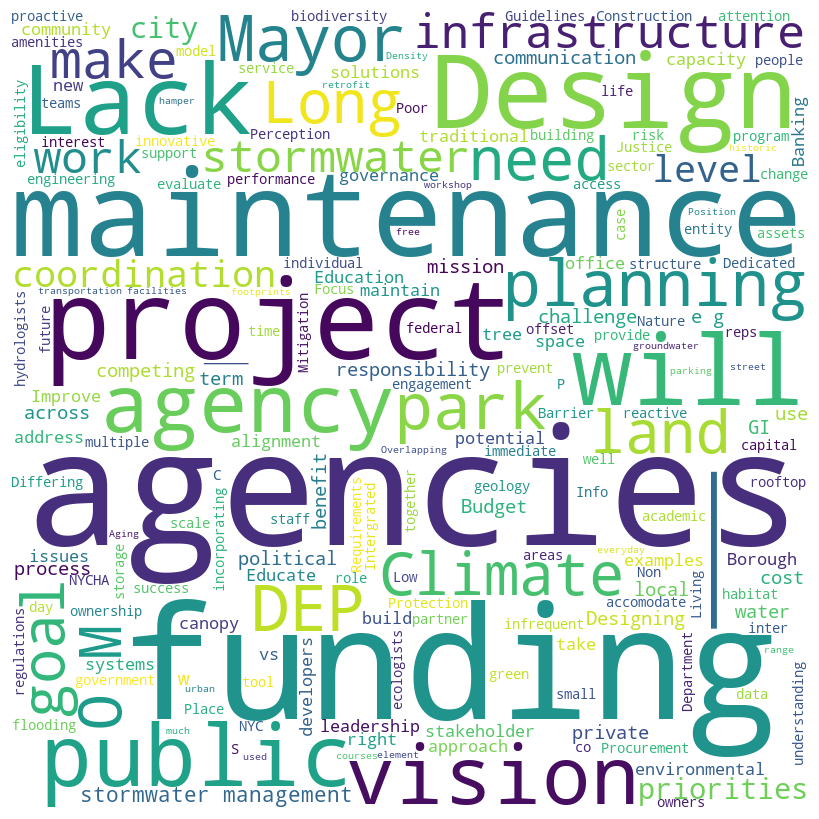 proactive
biodiversity
Guidelines
Construction
attention
community
city
Mayor
infrastructure
amenities
make
model
Density
communication
capacity
people
new
service
solutions
Lack
Long
Design
teams
hamper
retrofit
Poor
life
eligibility
interest
innovative
Perception
traditional
building
risk
Justice
program
historic
Banking
work
support
stormwater
need
level
sector
change
engineering
evaluate
performance
governance
workshop
access
maintenance
free
Position
case
entity
assets
coordination
individual
Education
mission
planning
office
structure
Dedicated
hydrologists
transportation
facilities
footprints
Focus
maintain
future
project
time
Mitigation
federal
tree
offset
challenge
Nature
e g
reps
space
provide
groundwater
prevent
competing
term
responsibility
will
parking
street
Improve
agency
engagement
park
P
across
Barrier
reactive
land
use
address
multiple
alignment
potential
immediate
GI
capital
Overlapping
well
agencies
Differing
C
benefit
Requirements
Intergrated
together
geology
Info
rooftop
scale
staff
Budget
academic
Aging
incorporating
issues
political
Climate
areas
everyday
examples
Borough
process
NYCHA
storage
success
Educate
role
Low
Non
local
cost
Living
habitat
goal
day
ownership
DEP
Protection
accomodate
water
O M
canopy
build
partner
infrequent
Designing
inter
regulations
funding
systems
vs
developers
ecologists
take
Department
range
government
W
tool
green
small
data
understanding
urban
flooding
Place
NYC
leadership
stakeholder
private
much
S
right
approach
co
Procurement
public
used
courses
element
vision
environmental
stormwater management
priorities
owners